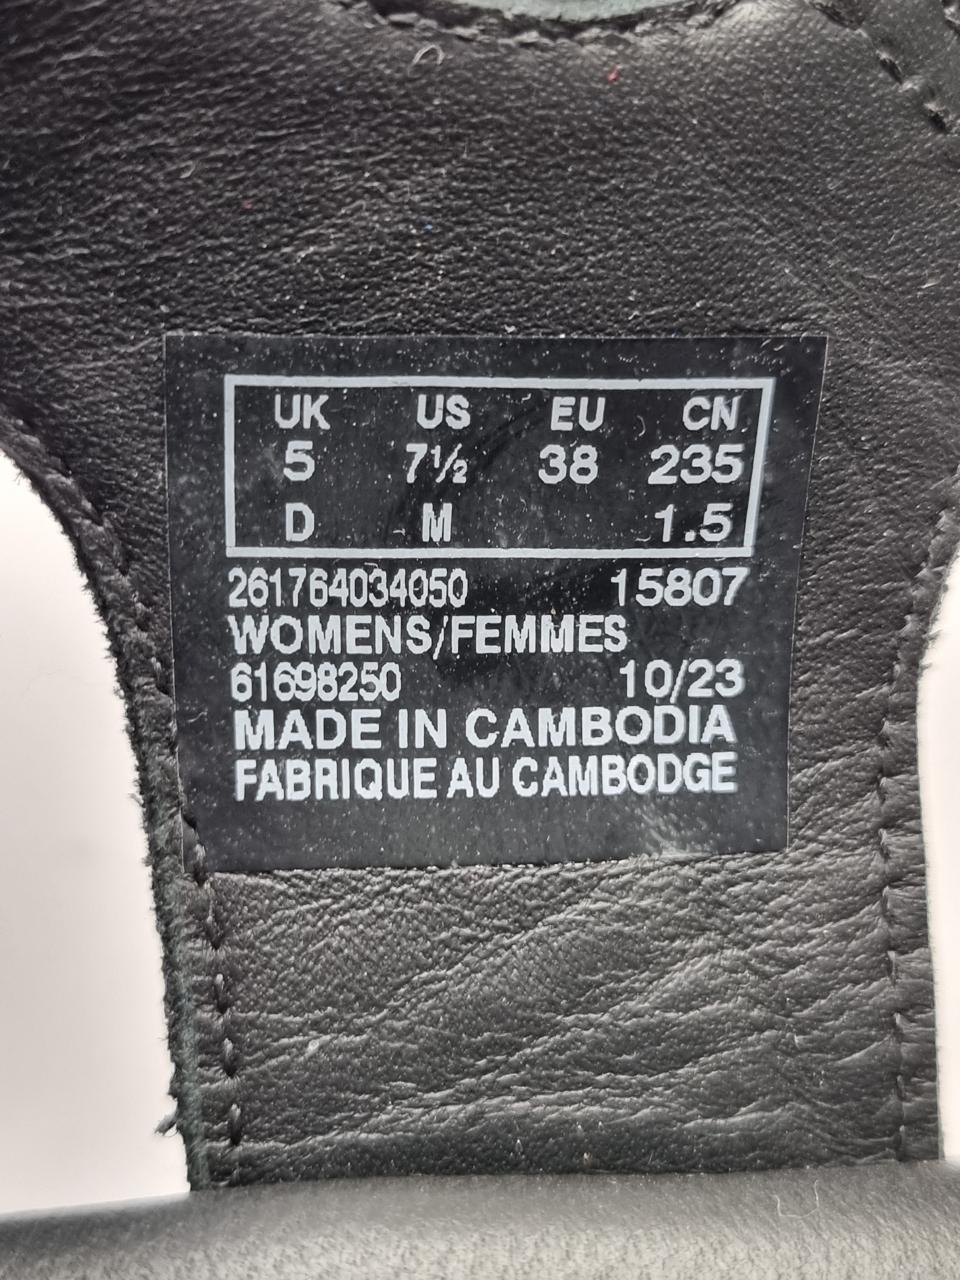 UK US EU CN
5 7½ 38 235
D M 1.5
261764034050 15807
WOMENS/FEMMES
61698250 10/23
MADE IN CAMBODIA
FABRIQUE AU CAMBODGE